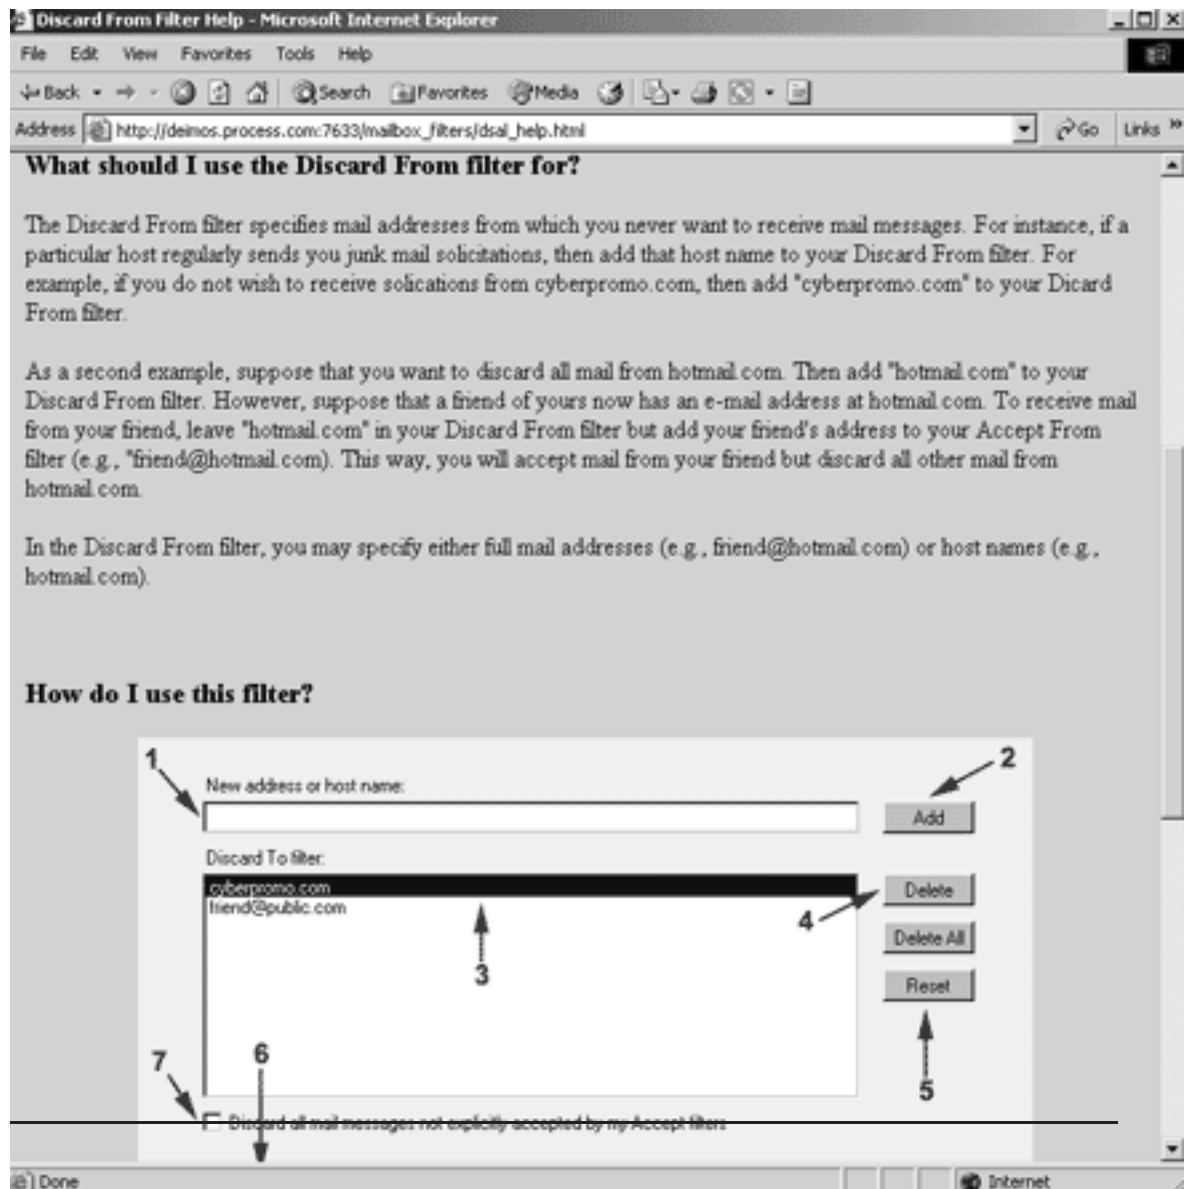 Discard From Filter Help - Microsoft Internet Explorer
File Edit View Favorites Tools Help
Back Search Favorites Media
Address http://deimos.process.com:7633/mailbox_filters/dsal_help.html Go Links »
What should I use the Discard From filter for?
The Discard From filter specifies mail addresses from which you never want to receive mail messages. For instance, if a
particular host regularly sends you junk mail solicitations, then add that host name to your Discard From filter. For
example, if you do not wish to receive solications from cyberpromo.com, then add "cyberpromo.com" to your Dicard
From filter.
As a second example, suppose that you want to discard all mail from hotmail.com. Then add "hotmail.com" to your
Discard From filter. However, suppose that a friend of yours now has an e-mail address at hotmail.com. To receive mail
from your friend, leave "hotmail.com" in your Discard From filter but add your friend's address to your Accept From
filter (e.g., "friend@hotmail.com). This way, you will accept mail from your friend but discard all other mail from
hotmail.com.
In the Discard From filter, you may specify either full mail addresses (e.g., friend@hotmail.com) or host names (e.g.,
hotmail.com).
How do I use this filter?
1
2
New address or host name:
Add
Discard To filter:
cyberpromo.com
friend@public.com
Delete
4
Delete All
3
Reset
7
6
5
Discard all mail messages not explicitly accepted by my Accept filters
Done Internet